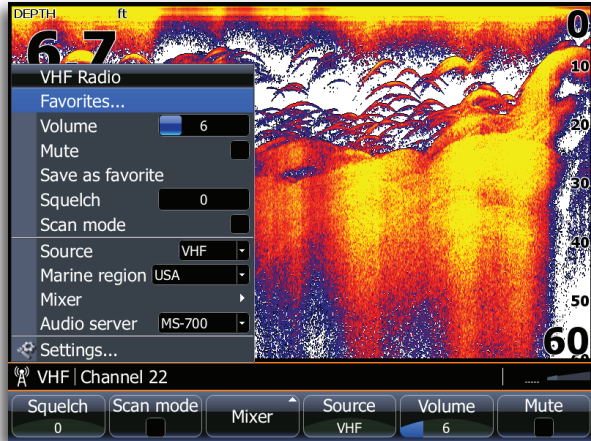 DEPTH ft
6.7
VHF Radio
Favorites...
Volume 6
Mute
Save as favorite
Squelch 0
Scan mode
Source VHF
Marine region USA
Mixer
Audio server MS-700
Settings...
0
10
20
30
40
50
60
VHF | Channel 22
Squelch
0
Scan mode
Mixer
Source
VHF
Volume
6
Mute